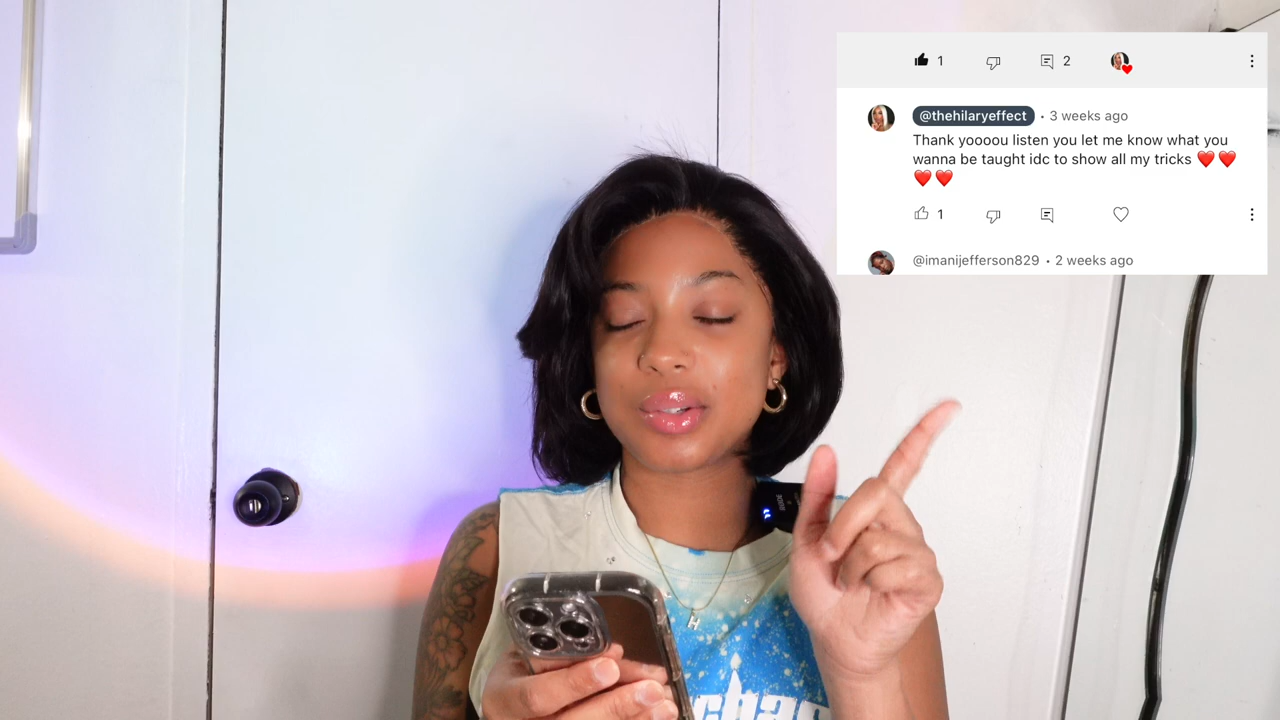 1
2
@thehilaryeffect • 3 weeks ago
Thank yoooou listen you let me know what you
wanna be taught idc to show all my tricks ❤️❤️
❤️❤️
1
@imanijefferson829 • 2 weeks ago
RODE
H